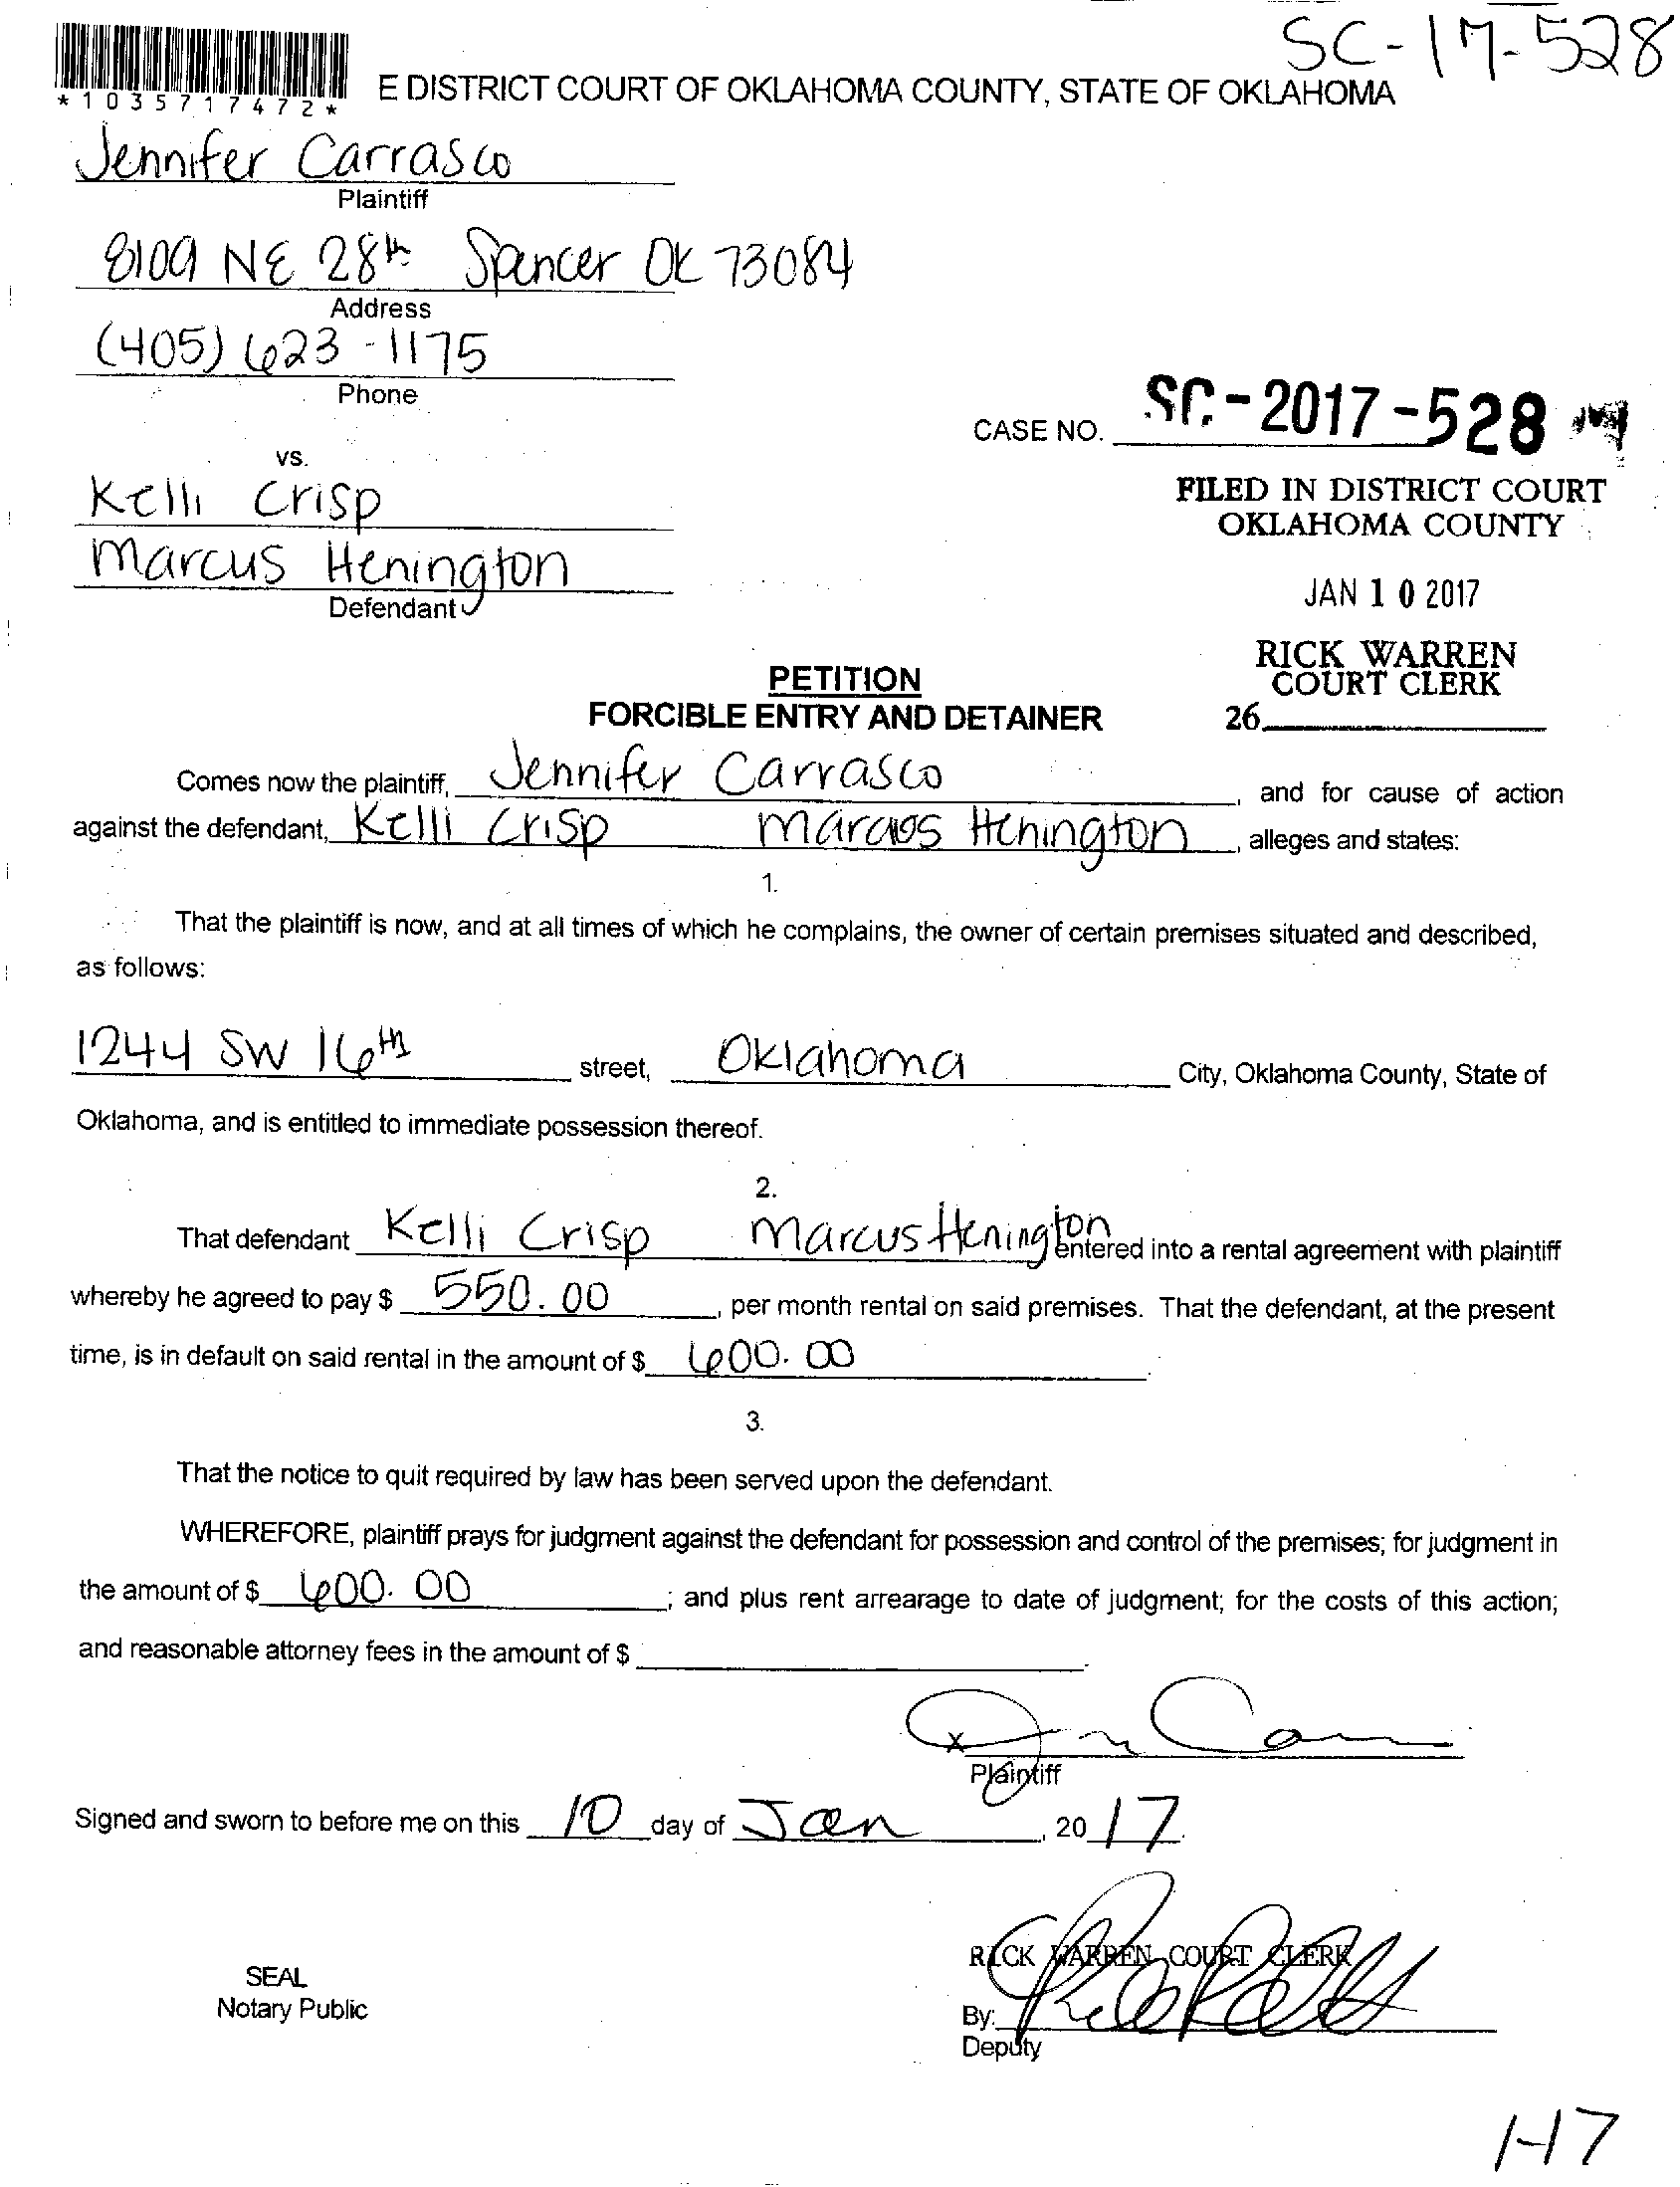 SC-17-528
*1035717472*
E DISTRICT COURT OF OKLAHOMA COUNTY, STATE OF OKLAHOMA
Jennifer Carrasco
Plaintiff
8109 NE 28th Spencer OK 73084
Address
(405) 623-1175
Phone
CASE NO. SC-2017-528
vs.
Kelli Crisp
Marcus Henington
Defendant
FILED IN DISTRICT COURT
OKLAHOMA COUNTY
JAN 10 2017
RICK WARREN
COURT CLERK
26
PETITION
FORCIBLE ENTRY AND DETAINER
Comes now the plaintiff, Jennifer Carrasco, and for cause of action
against the defendant, Kelli Crisp Marcus Henington, alleges and states:
1.
That the plaintiff is now, and at all times of which he complains, the owner of certain premises situated and described,
as follows:
1244 SW 16th street, Oklahoma City, Oklahoma County, State of
Oklahoma, and is entitled to immediate possession thereof.
2.
That defendant Kelli Crisp Marcus Henington entered into a rental agreement with plaintiff
whereby he agreed to pay $ 550.00, per month rental on said premises. That the defendant, at the present
time, is in default on said rental in the amount of $ 600.00.
3.
That the notice to quit required by law has been served upon the defendant.
WHEREFORE, plaintiff prays for judgment against the defendant for possession and control of the premises; for judgment in
the amount of $ 600.00; and plus rent arrearage to date of judgment; for the costs of this action;
and reasonable attorney fees in the amount of $ .
x
Plaintiff
Signed and sworn to before me on this 10 day of Jan, 2017.
RICK WARREN COURT CLERK
SEAL
Notary Public
By:
Deputy
1-17